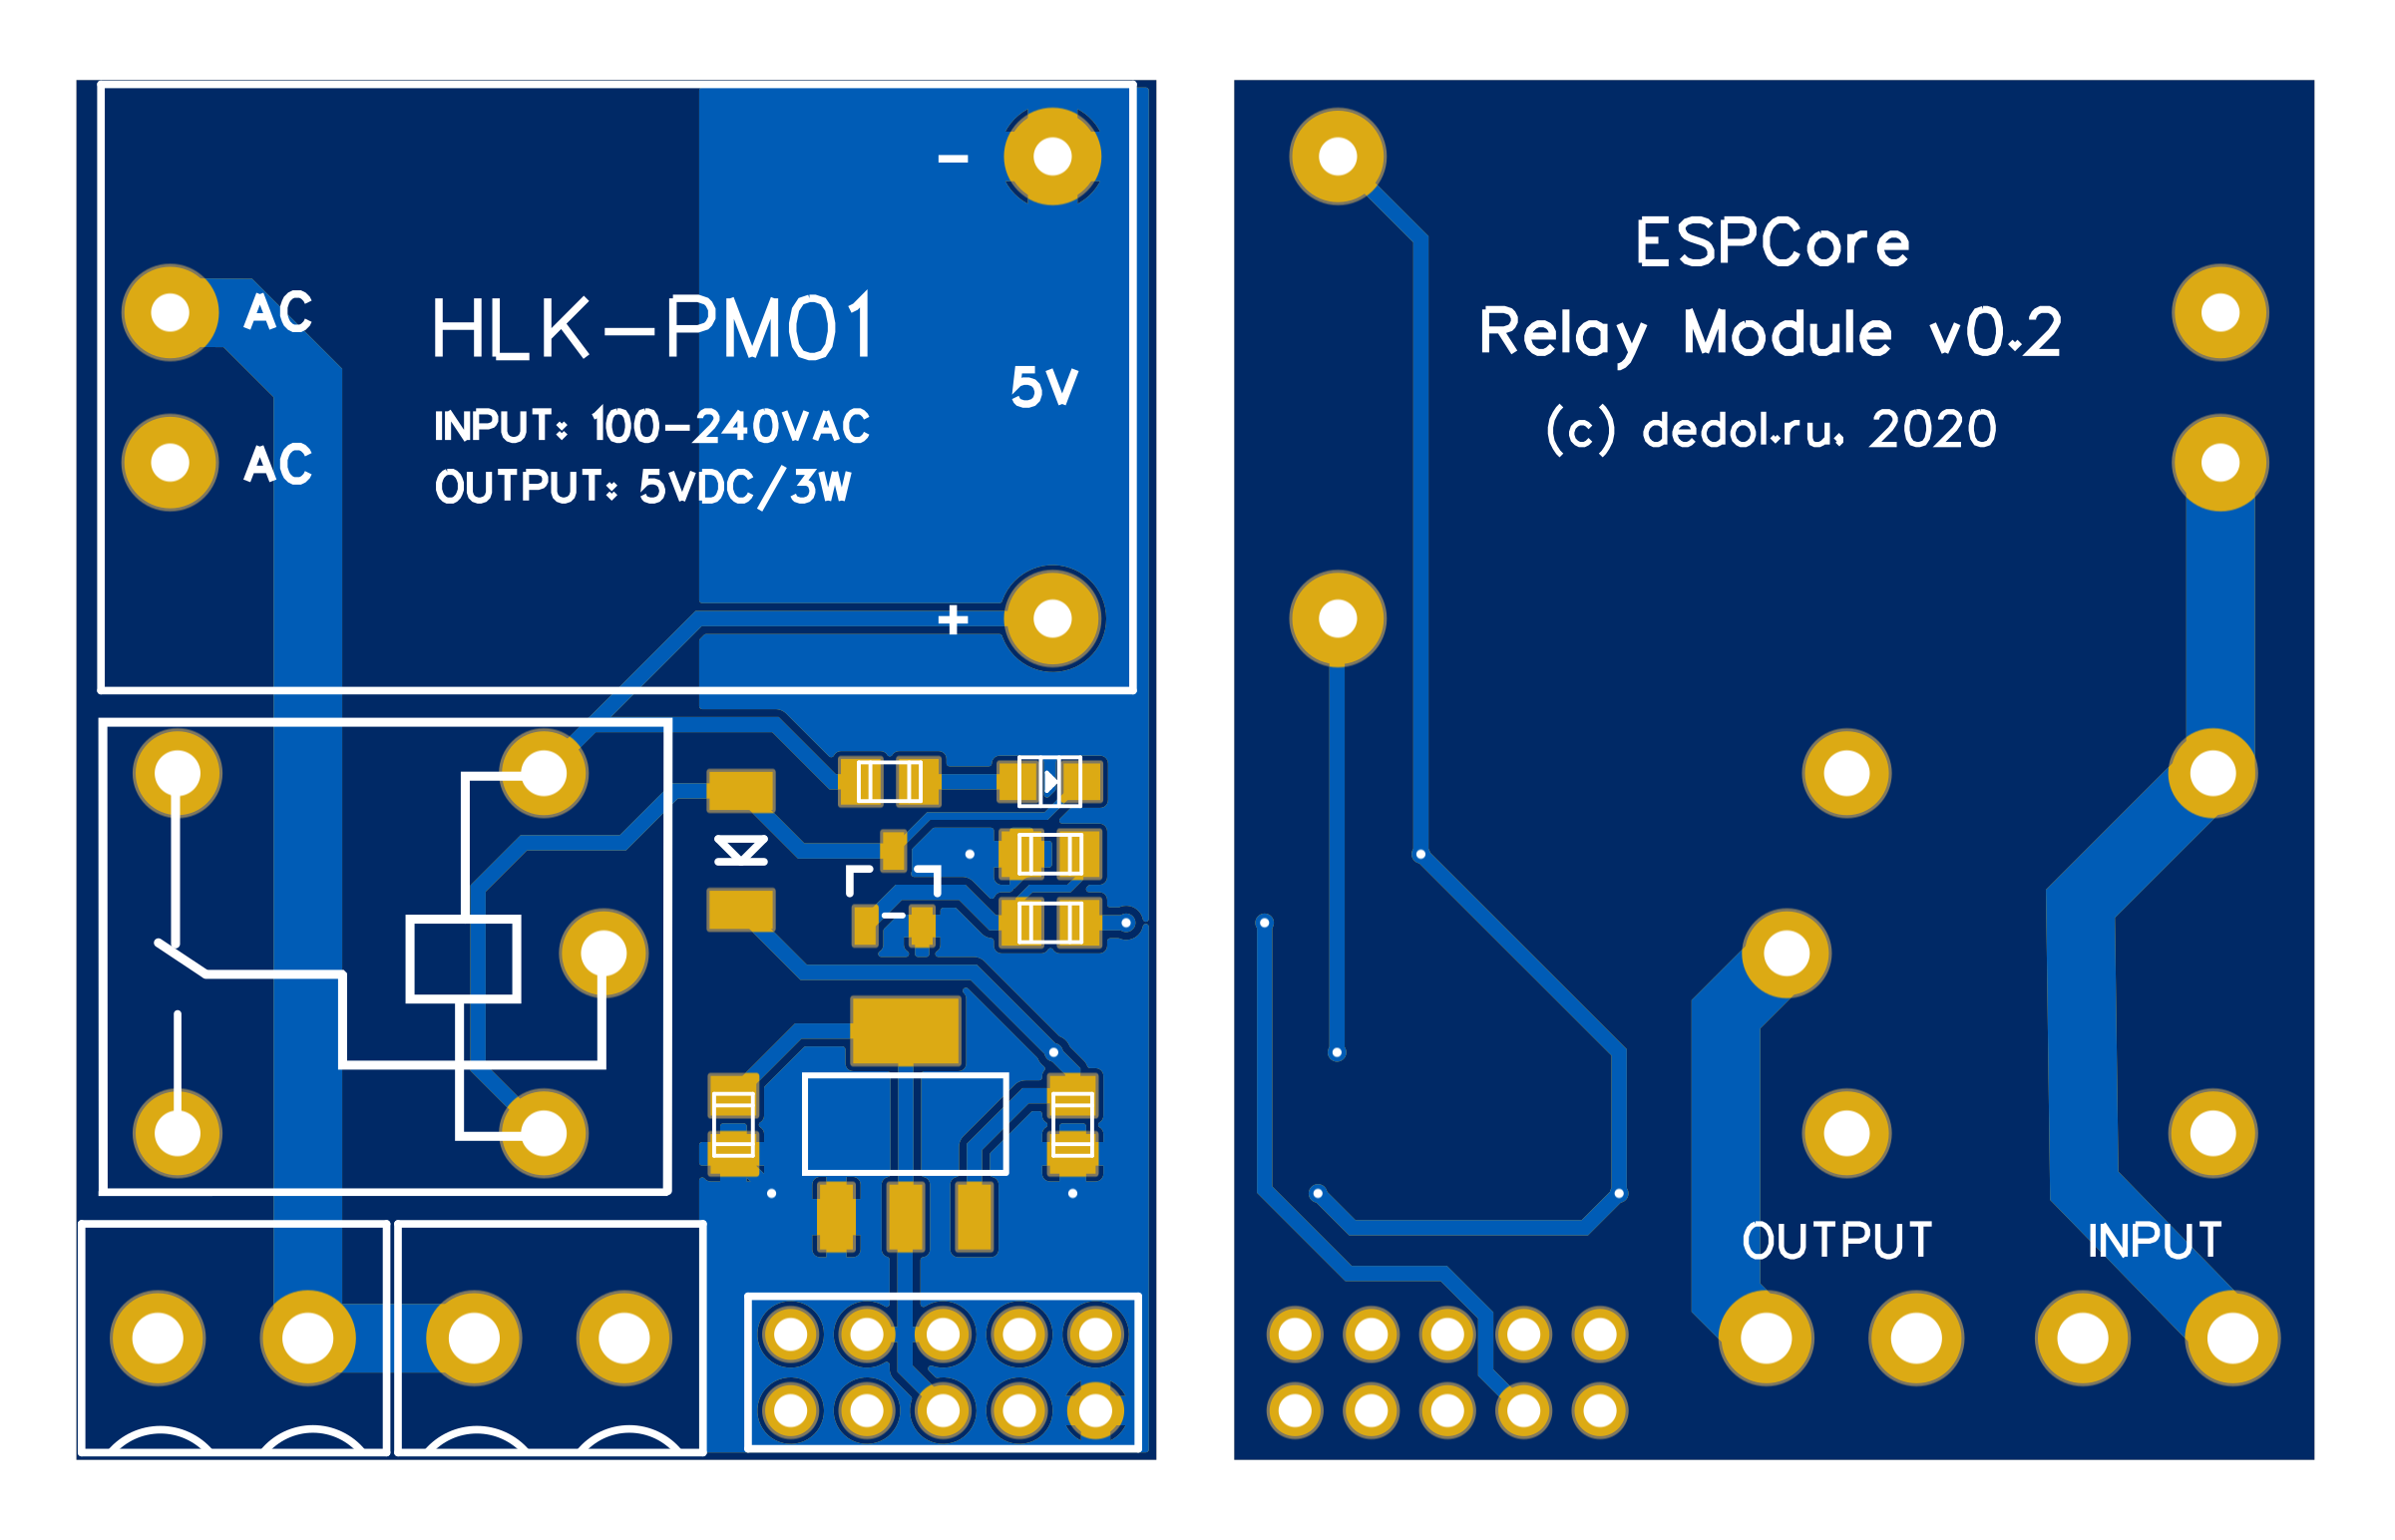 AC
AC
HLK-PM01
INPUT: 100-240VAC
OUTPUT: 5VDC/3W
-
5V
+
ESPCore
Relay Module v0.2
(c) dedol.ru, 2020
OUTPUT INPUT